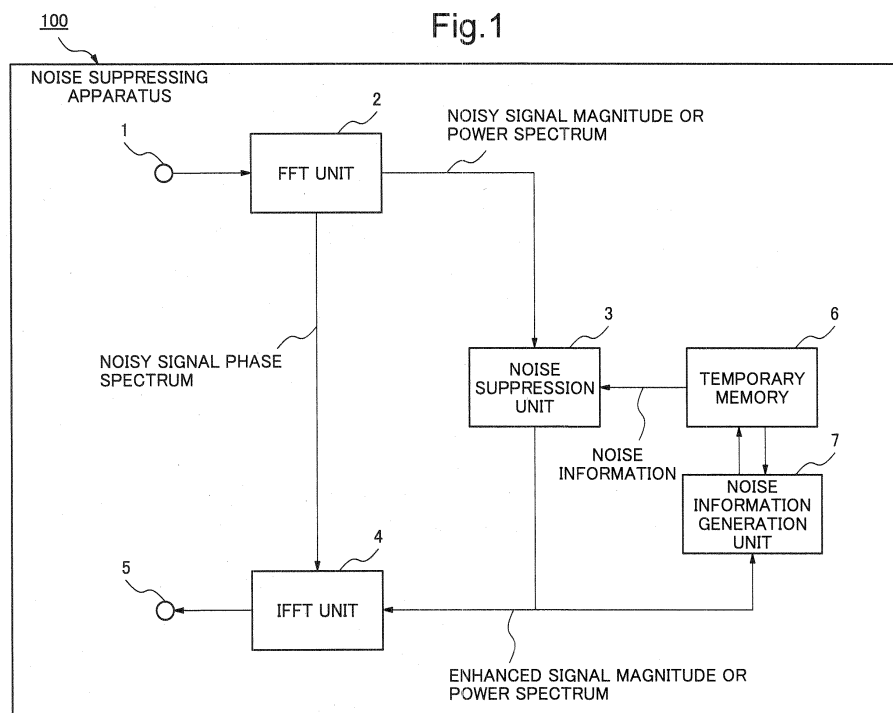 Fig.1
100
NOISE SUPPRESSING
APPARATUS
1
2
FFT UNIT
NOISY SIGNAL MAGNITUDE OR
POWER SPECTRUM
NOISY SIGNAL PHASE
SPECTRUM
3
NOISE
SUPPRESSION
UNIT
6
TEMPORARY
MEMORY
NOISE
INFORMATION
7
NOISE
INFORMATION
GENERATION
UNIT
4
IFFT UNIT
5
ENHANCED SIGNAL MAGNITUDE OR
POWER SPECTRUM